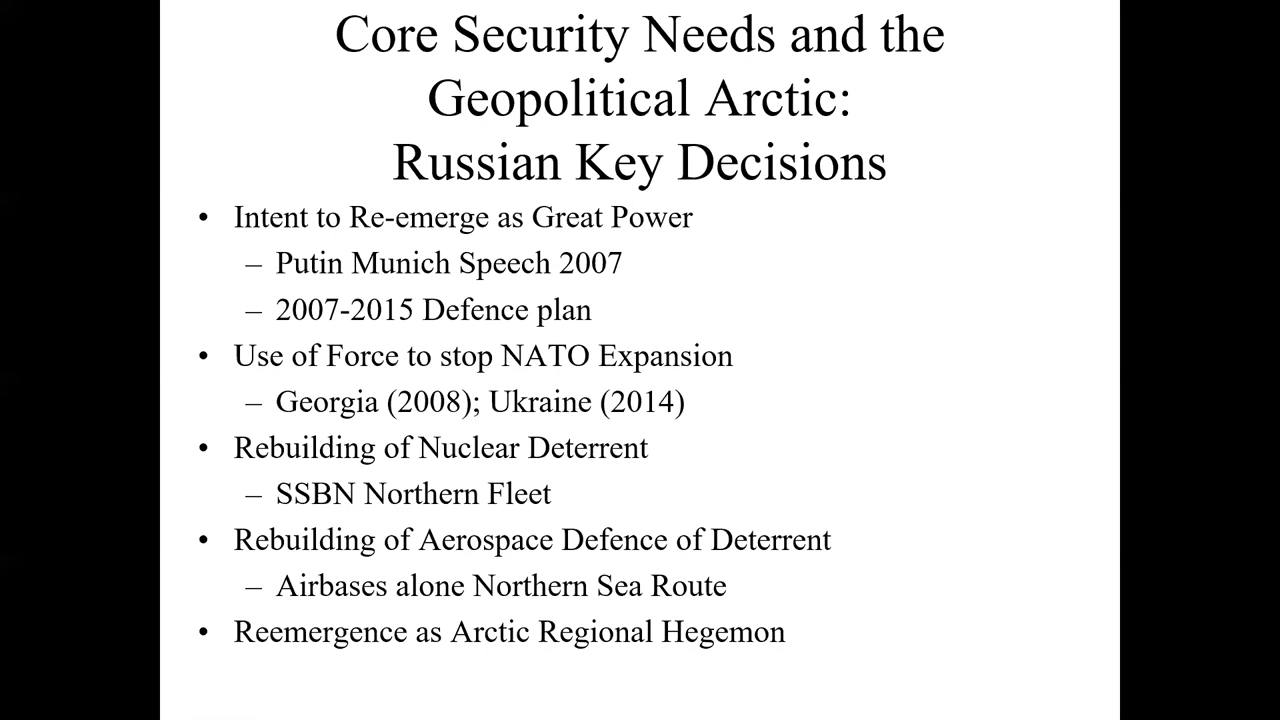 Core Security Needs and the
Geopolitical Arctic:
Russian Key Decisions
• Intent to Re-emerge as Great Power
– Putin Munich Speech 2007
– 2007-2015 Defence plan
• Use of Force to stop NATO Expansion
– Georgia (2008); Ukraine (2014)
• Rebuilding of Nuclear Deterrent
– SSBN Northern Fleet
• Rebuilding of Aerospace Defence of Deterrent
– Airbases alone Northern Sea Route
• Reemergence as Arctic Regional Hegemon